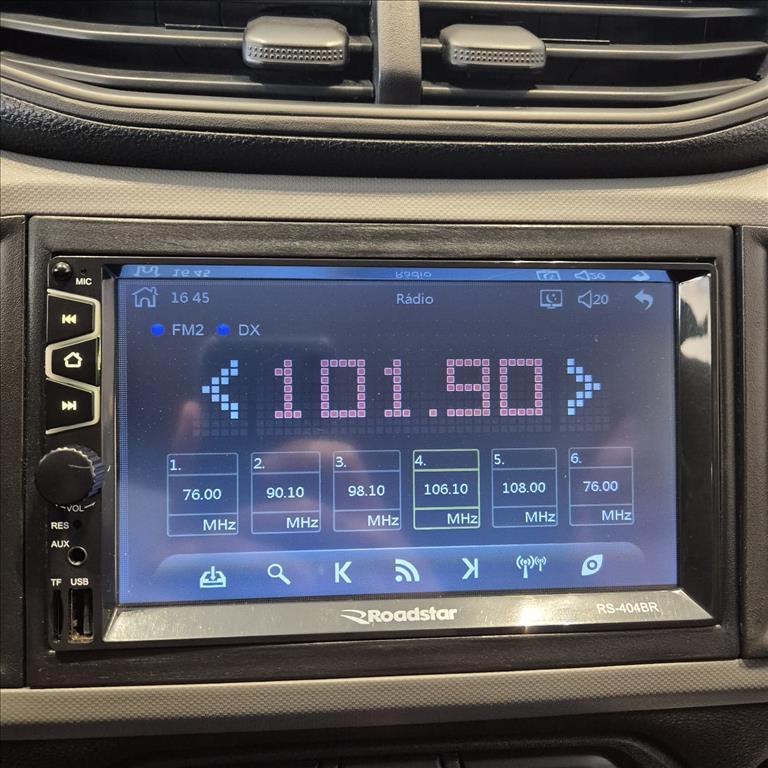 MIC
16 45 Rádio 20
FM2 DX
101.90
1. 2. 3. 4. 5. 6.
76.00 90.10 98.10 106.10 108.00 76.00
MHz MHz MHz MHz MHz MHz
VOL
RES
AUX
TF USB
Roadstar RS-404BR